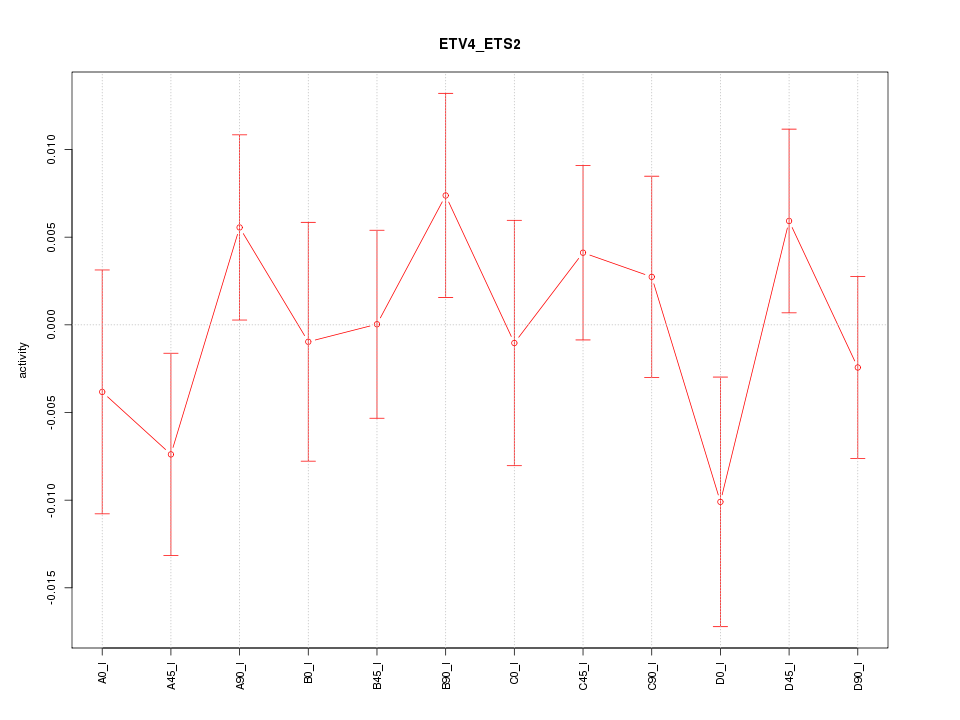 ETV4_ETS2
activity
0.010
0.005
0.000
-0.005
-0.010
-0.015
A0_I
A45_I
A90_I
B0_I
B45_I
B90_I
C0_I
C45_I
C90_I
D0_I
D45_I
D90_I